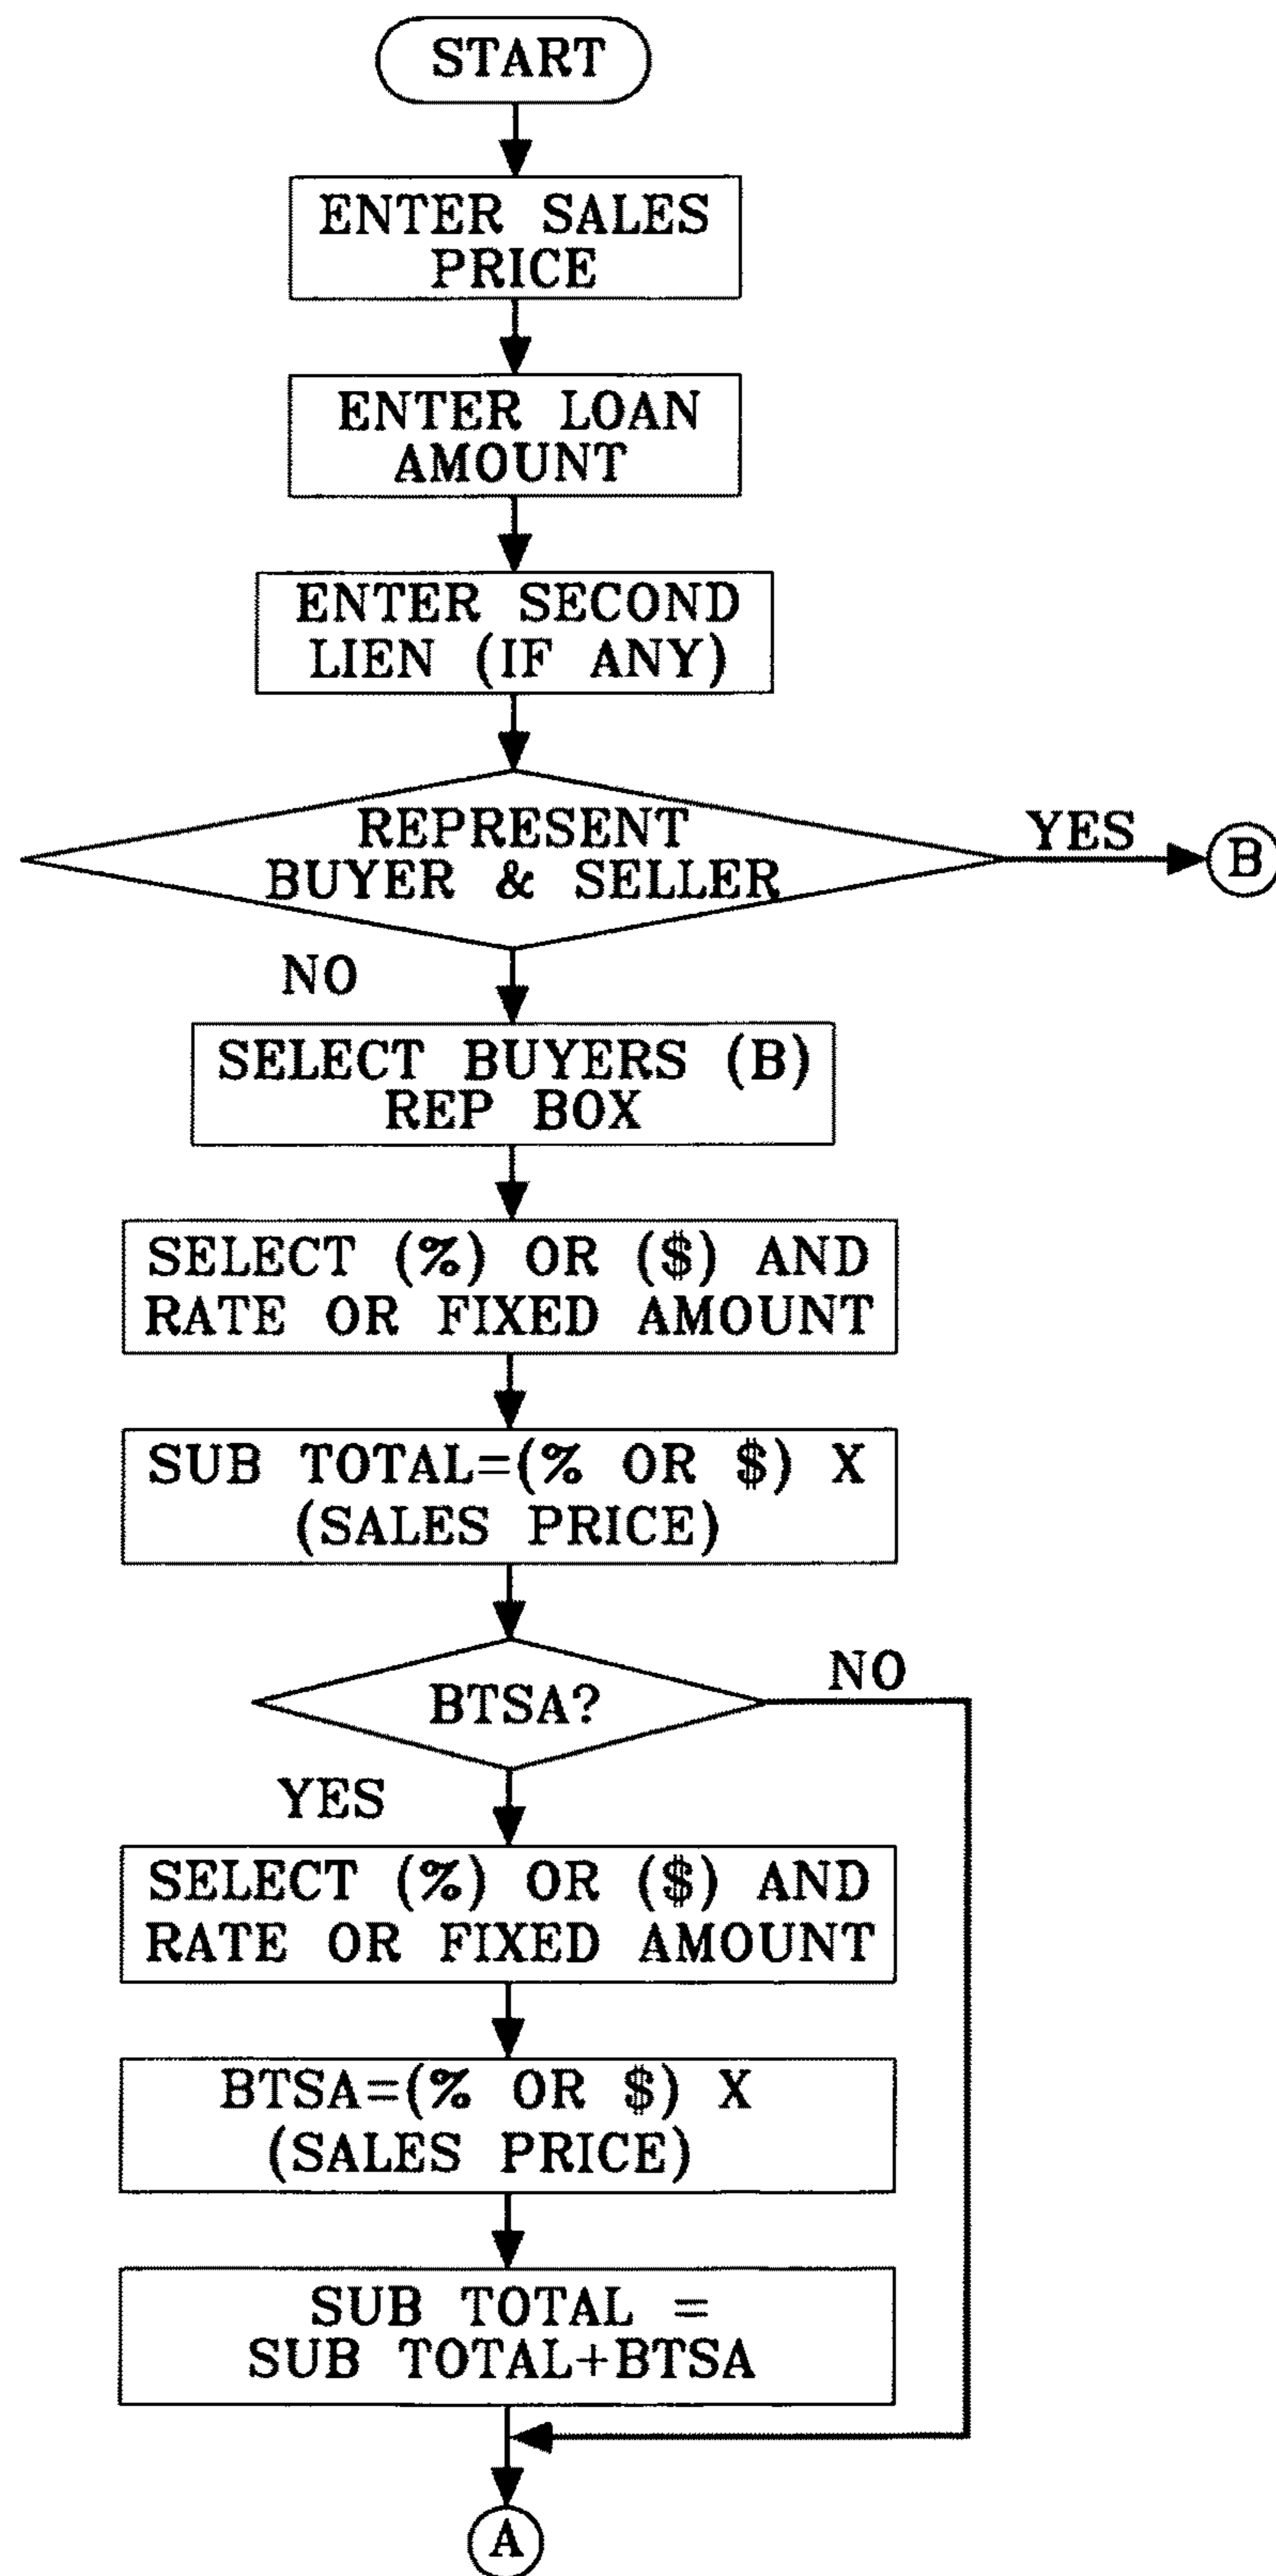 START
ENTER SALES
PRICE
ENTER LOAN
AMOUNT
ENTER SECOND
LIEN (IF ANY)
REPRESENT
BUYER & SELLER
YES
B
NO
SELECT BUYERS (B)
REP BOX
SELECT (%) OR ($) AND
RATE OR FIXED AMOUNT
SUB TOTAL=(% OR $) X
(SALES PRICE)
BTSA?
NO
YES
SELECT (%) OR ($) AND
RATE OR FIXED AMOUNT
BTSA=(% OR $) X
(SALES PRICE)
SUB TOTAL =
SUB TOTAL+BTSA
A